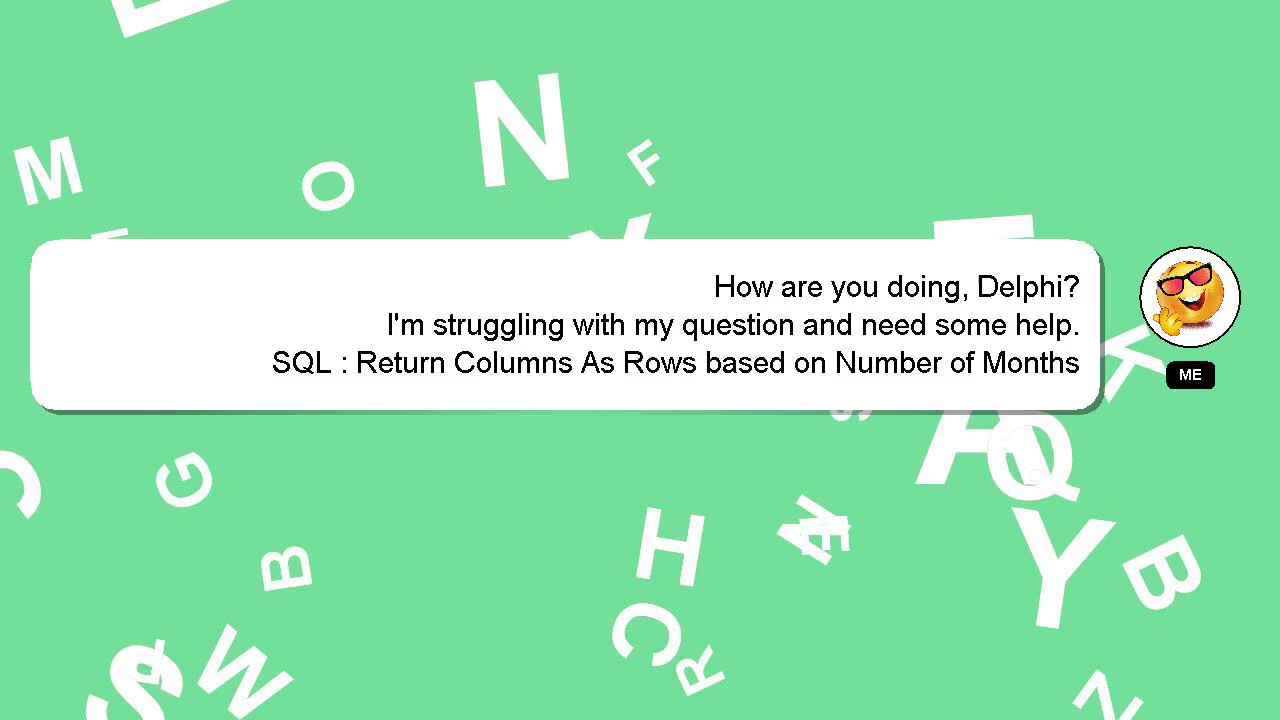 M
O
N
F
How are you doing, Delphi?
I'm struggling with my question and need some help.
SQL : Return Columns As Rows based on Number of Months
ME
K
A
Q
G
B
H
Y
B
C
R
W
S
N